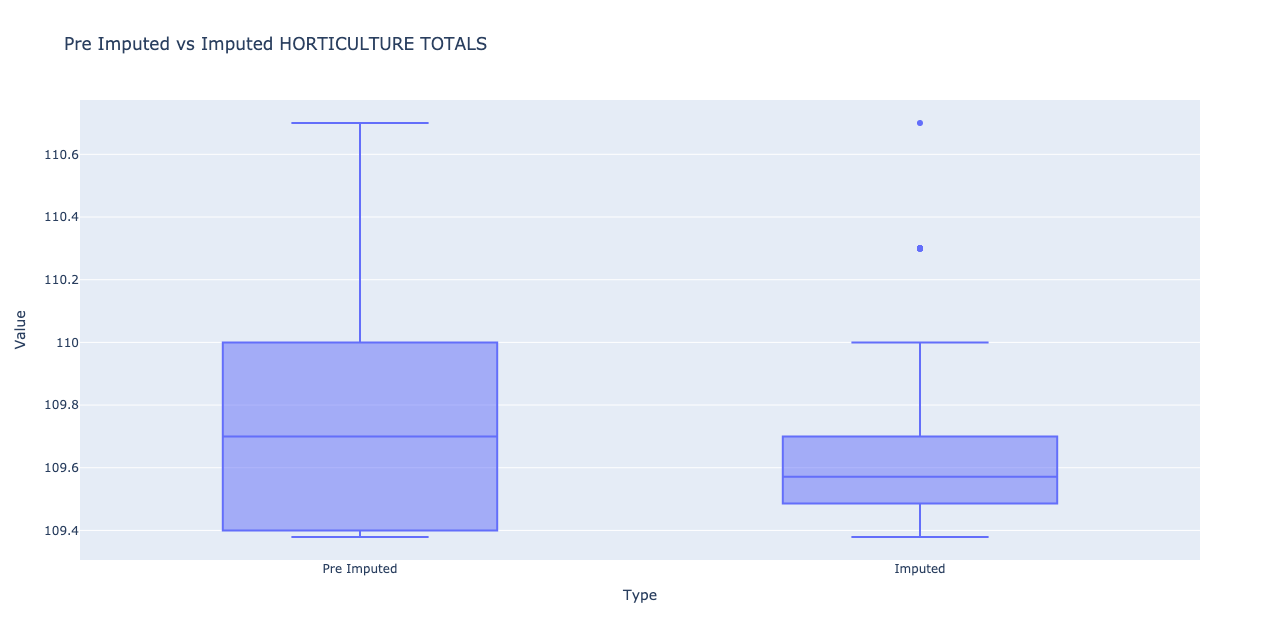 Pre Imputed vs Imputed HORTICULTURE TOTALS
110.6
110.4
110.2
110
109.8
109.6
109.4
Value
Pre Imputed
Imputed
Type